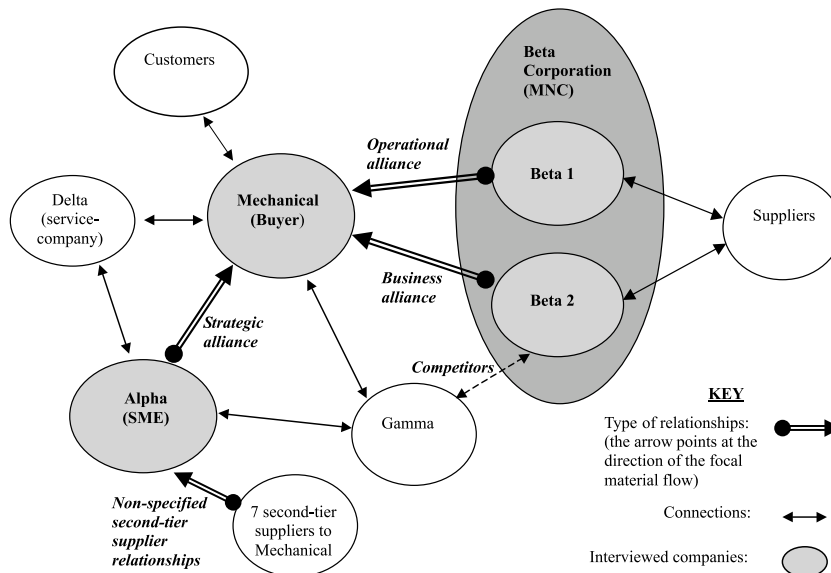 Customers
Beta
Corporation
(MNC)
Operational
alliance
Beta 1
Delta
(service-
company)
Mechanical
(Buyer)
Suppliers
Business
alliance
Beta 2
Strategic
alliance
Competitors
Alpha
(SME)
Gamma
Non-specified
second-tier
supplier
relationships
7 second-tier
suppliers to
Mechanical
KEY
Type of relationships:
(the arrow points at the
direction of the focal
material flow)
Connections:
Interviewed companies: